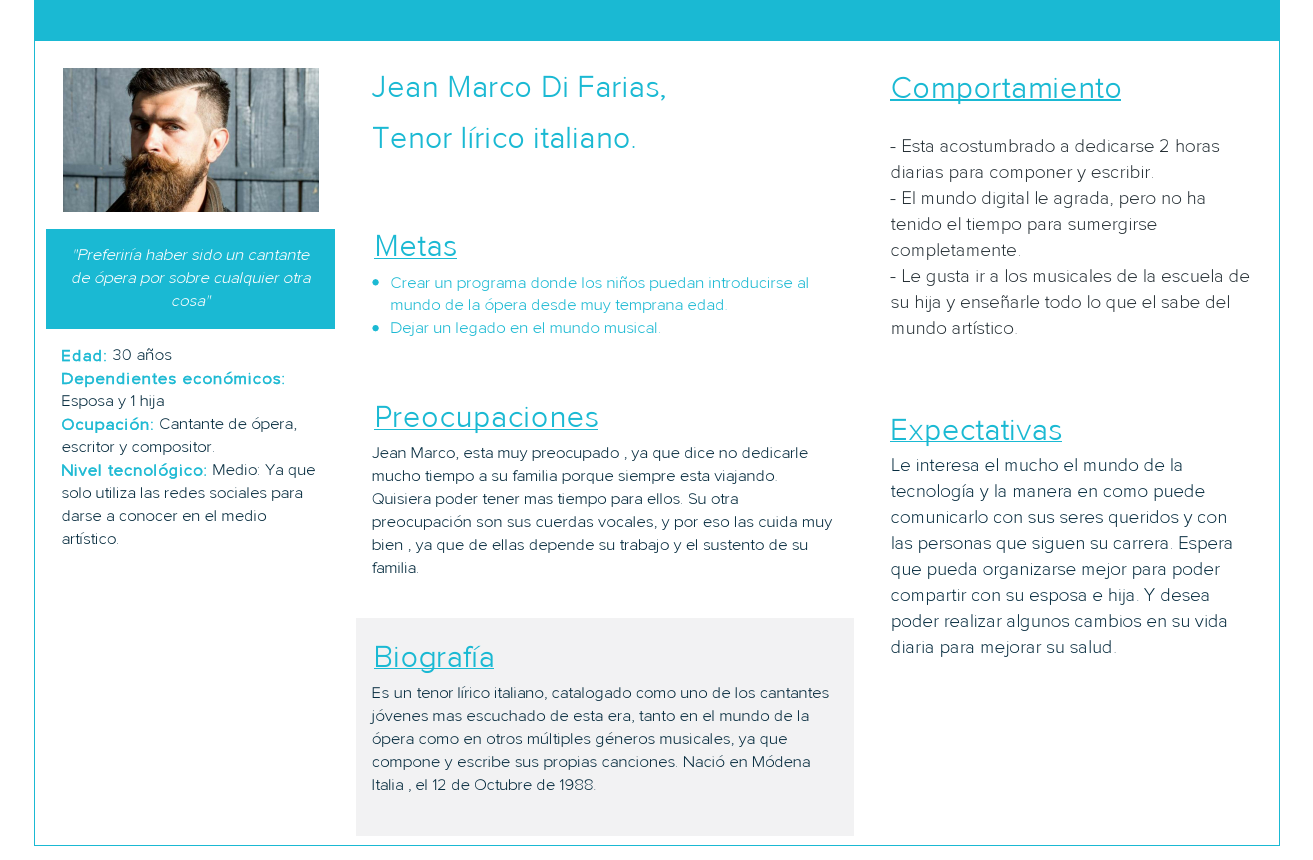 "Preferiría haber sido un cantante
de ópera por sobre cualquier otra
cosa"
Edad: 30 años
Dependientes económicos:
Esposa y 1 hija
Ocupación: Cantante de ópera,
escritor y compositor.
Nivel tecnológico: Medio: Ya que
solo utiliza las redes sociales para
darse a conocer en el medio
artístico.
Jean Marco Di Farias,
Tenor lírico italiano.
Metas
• Crear un programa donde los niños puedan introducirse al
mundo de la ópera desde muy temprana edad.
• Dejar un legado en el mundo musical.
Preocupaciones
Jean Marco, esta muy preocupado , ya que dice no dedicarle
mucho tiempo a su familia porque siempre esta viajando.
Quisiera poder tener mas tiempo para ellos. Su otra
preocupación son sus cuerdas vocales, y por eso las cuida muy
bien , ya que de ellas depende su trabajo y el sustento de su
familia.
Biografía
Es un tenor lírico italiano, catalogado como uno de los cantantes
jóvenes mas escuchado de esta era, tanto en el mundo de la
ópera como en otros múltiples géneros musicales, ya que
compone y escribe sus propias canciones. Nació en Módena
Italia , el 12 de Octubre de 1988.
Comportamiento
- Esta acostumbrado a dedicarse 2 horas
diarias para componer y escribir.
- El mundo digital le agrada, pero no ha
tenido el tiempo para sumergirse
completamente.
- Le gusta ir a los musicales de la escuela de
su hija y enseñarle todo lo que el sabe del
mundo artístico.
Expectativas
Le interesa el mucho el mundo de la
tecnología y la manera en como puede
comunicarlo con sus seres queridos y con
las personas que siguen su carrera. Espera
que pueda organizarse mejor para poder
compartir con su esposa e hija. Y desea
poder realizar algunos cambios en su vida
diaria para mejorar su salud.